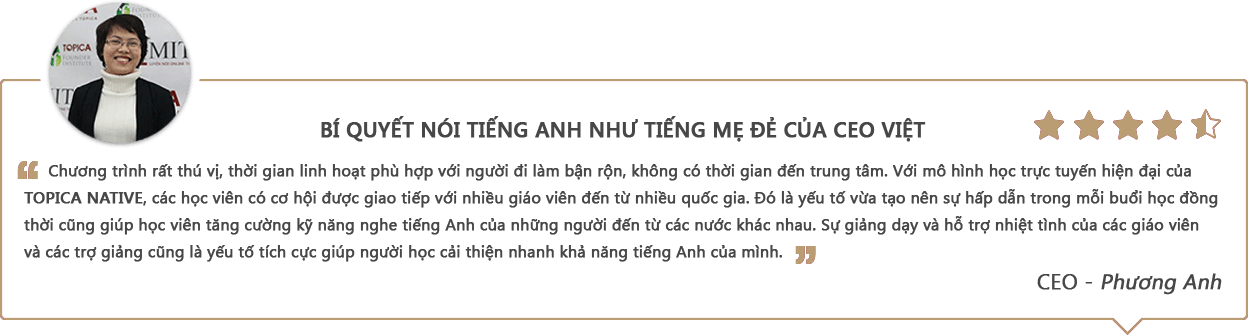 TOPICA
FOUNDER
INSTITUTE
MIT
BÍ QUYẾT NÓI TIẾNG ANH NHƯ TIẾNG MẸ ĐẺ CỦA CEO VIỆT
“ Chương trình rất thú vị, thời gian linh hoạt phù hợp với người đi làm bận rộn, không có thời gian đến trung tâm. Với mô hình học trực tuyến hiện đại của
TOPICA NATIVE, các học viên có cơ hội được giao tiếp với nhiều giáo viên đến từ nhiều quốc gia. Đó là yếu tố vừa tạo nên sự hấp dẫn trong mỗi buổi học đồng
thời cũng giúp học viên tăng cường kỹ năng nghe tiếng Anh của những người đến từ các nước khác nhau. Sự giảng dạy và hỗ trợ nhiệt tình của các giáo viên
và các trợ giảng cũng là yếu tố tích cực giúp người học cải thiện nhanh khả năng tiếng Anh của mình. ”
CEO - Phương Anh